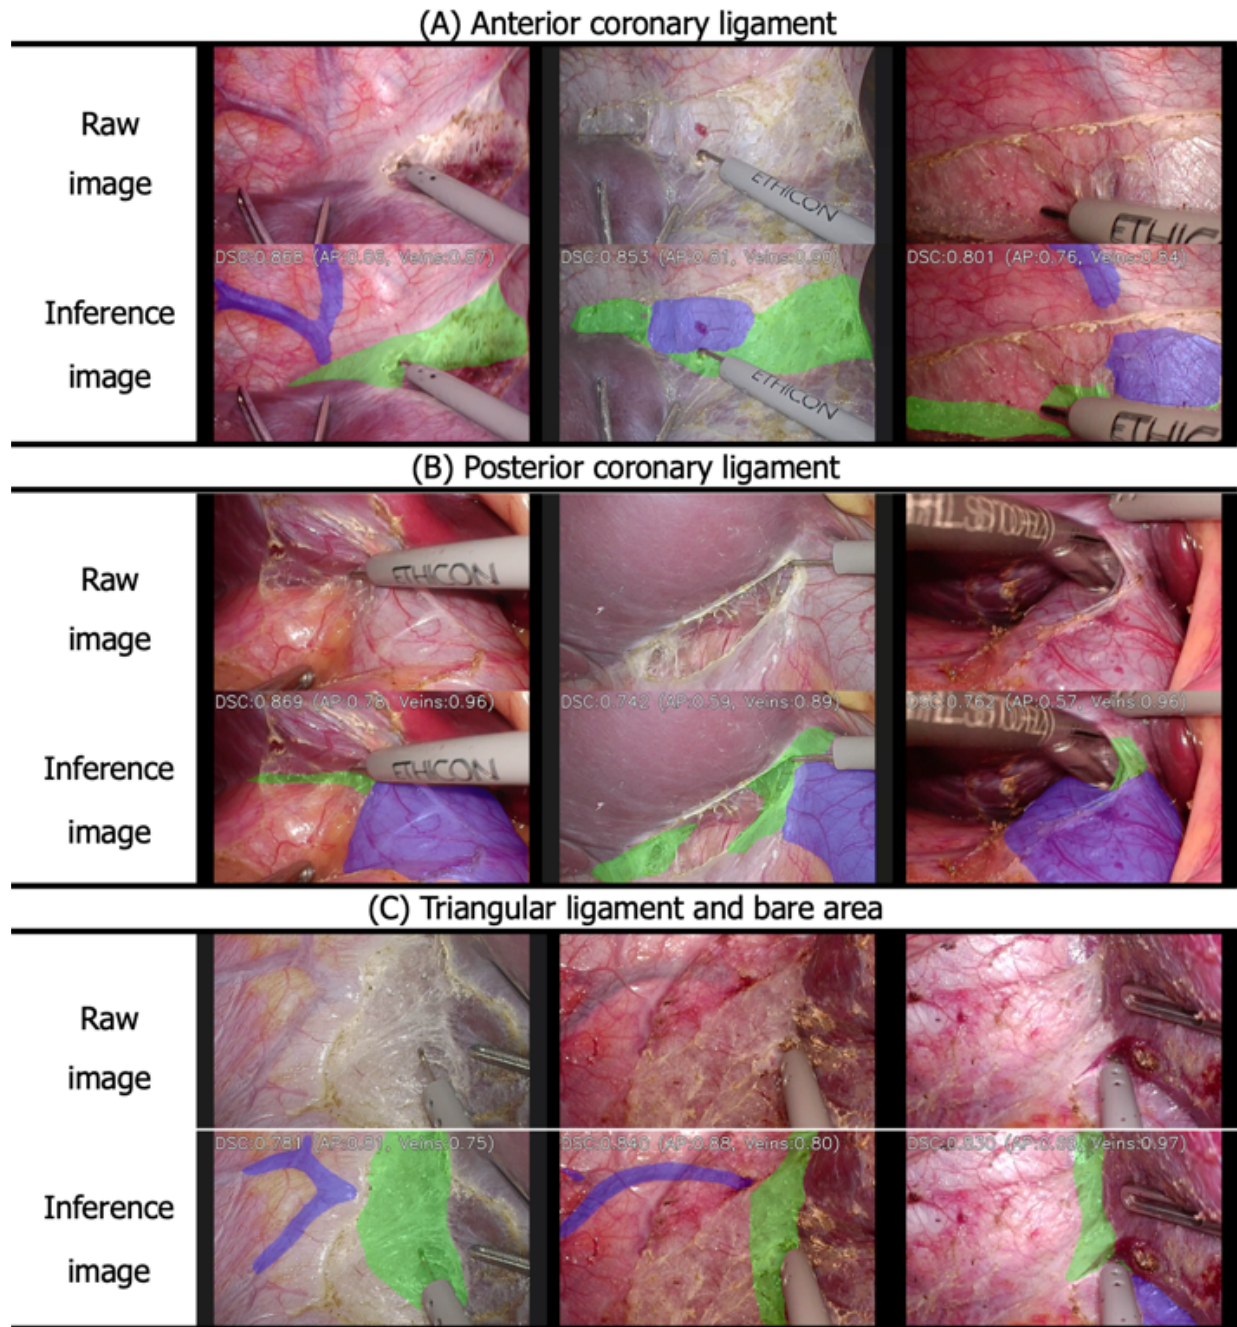 (A) Anterior coronary ligament
Raw
image
ETHICON
ETHIC
Inference
image
DSC:0.868 (AP:0.86, Veins:0.87)
DSC:0.853 (AP:0.81, Veins:0.90)
DSC:0.801 (AP:0.76, Veins:0.84)
ETHICON
ETHIC
(B) Posterior coronary ligament
Raw
image
ETHICON
Inference
image
DSC:0.869 (AP:0.78, Veins:0.96)
DSC:0.742 (AP:0.59, Veins:0.89)
DSC:0.762 (AP:0.57, Veins:0.96)
ETHICON
(C) Triangular ligament and bare area
Raw
image
Inference
image
DSC:0.781 (AP:0.81, Veins:0.75)
DSC:0.840 (AP:0.88, Veins:0.80)
Veins:0.97)